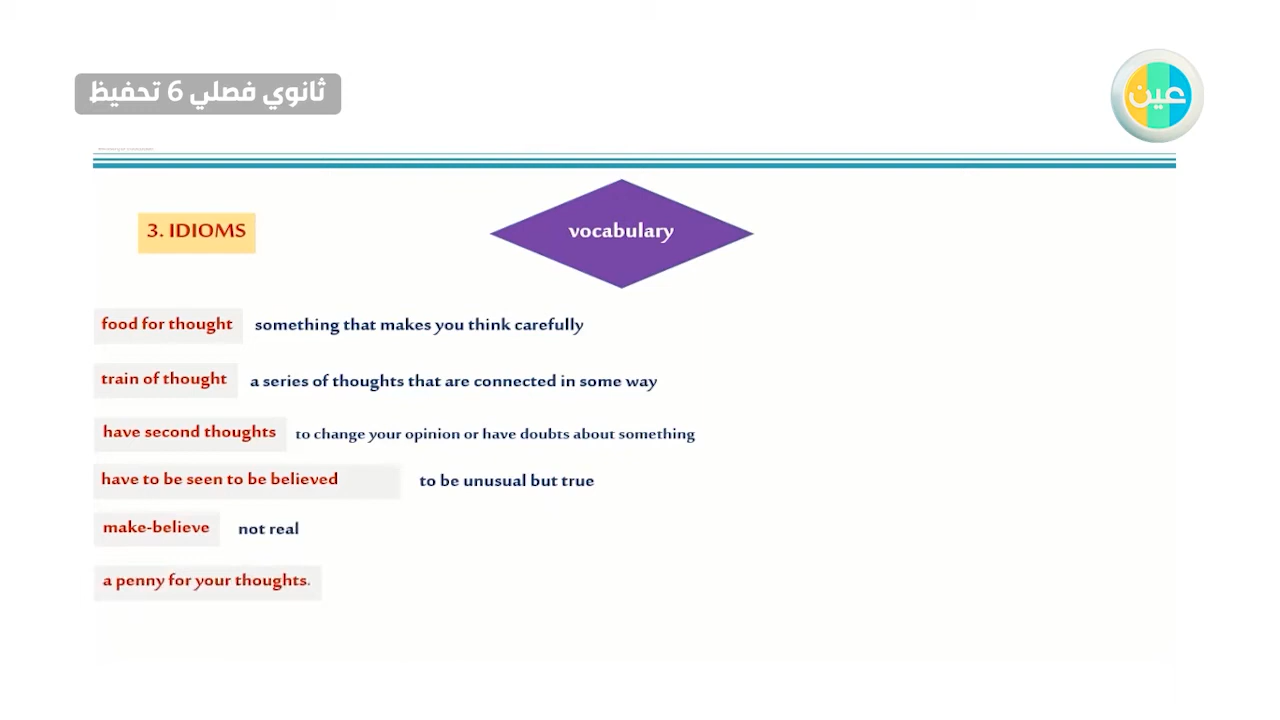 ثانوي فصلي 6 تحفيظ
عين
vocabulary
3. IDIOMS
food for thought something that makes you think carefully
train of thought a series of thoughts that are connected in some way
have second thoughts to change your opinion or have doubts about something
have to be seen to be believed to be unusual but true
make-believe not real
a penny for your thoughts.